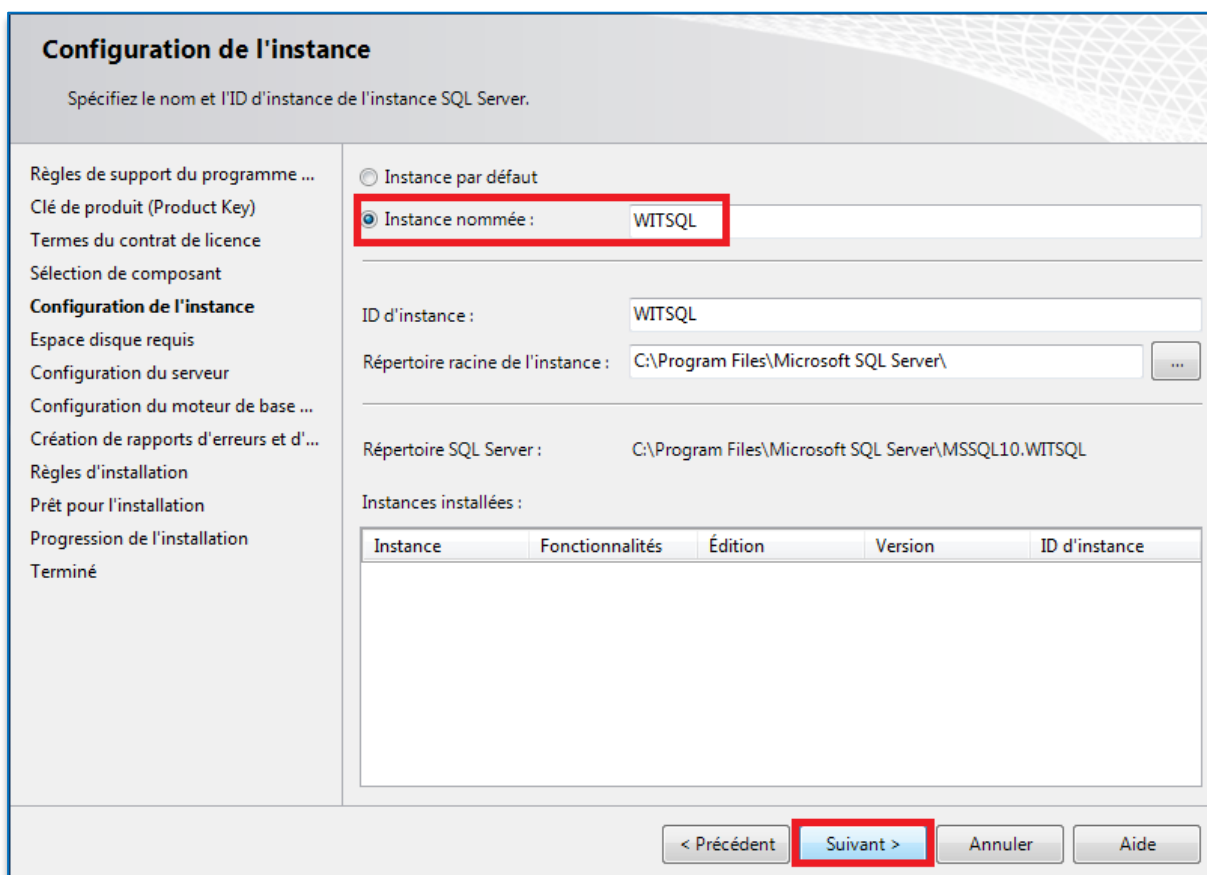 Configuration de l'instance
Spécifiez le nom et l'ID d'instance de l'instance SQL Server.
Règles de support du programme ...
Clé de produit (Product Key)
Termes du contrat de licence
Sélection de composant
Configuration de l'instance
Espace disque requis
Configuration du serveur
Configuration du moteur de base ...
Création de rapports d'erreurs et d'...
Règles d'installation
Prêt pour l'installation
Progression de l'installation
Terminé
Instance par défaut
Instance nommée : WITSQL
ID d'instance : WITSQL
Répertoire racine de l'instance : C:\Program Files\Microsoft SQL Server\ ...
Répertoire SQL Server : C:\Program Files\Microsoft SQL Server\MSSQL10.WITSQL
Instances installées :
Instance Fonctionnalités Édition Version ID d'instance
< Précédent Suivant > Annuler Aide